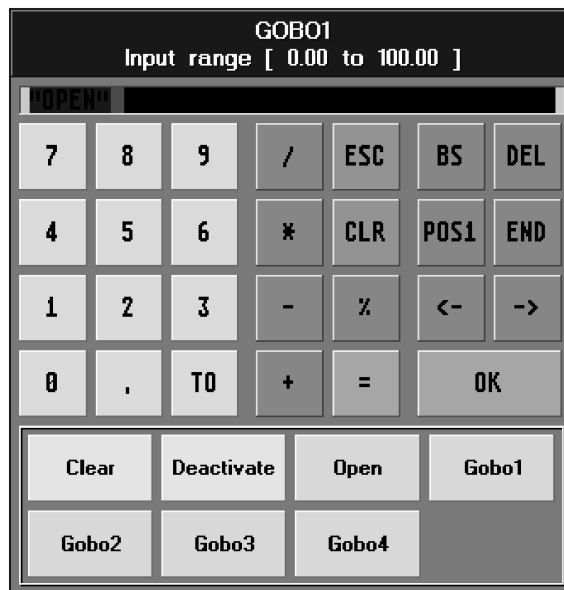 GOBO1
Input range [ 0.00 to 100.00 ]
"OPEN"
7 8 9 / ESC BS DEL
4 5 6 * CLR POS1 END
1 2 3 - % <- ->
0 . TO + = OK
Clear Deactivate Open Gobo1
Gobo2 Gobo3 Gobo4